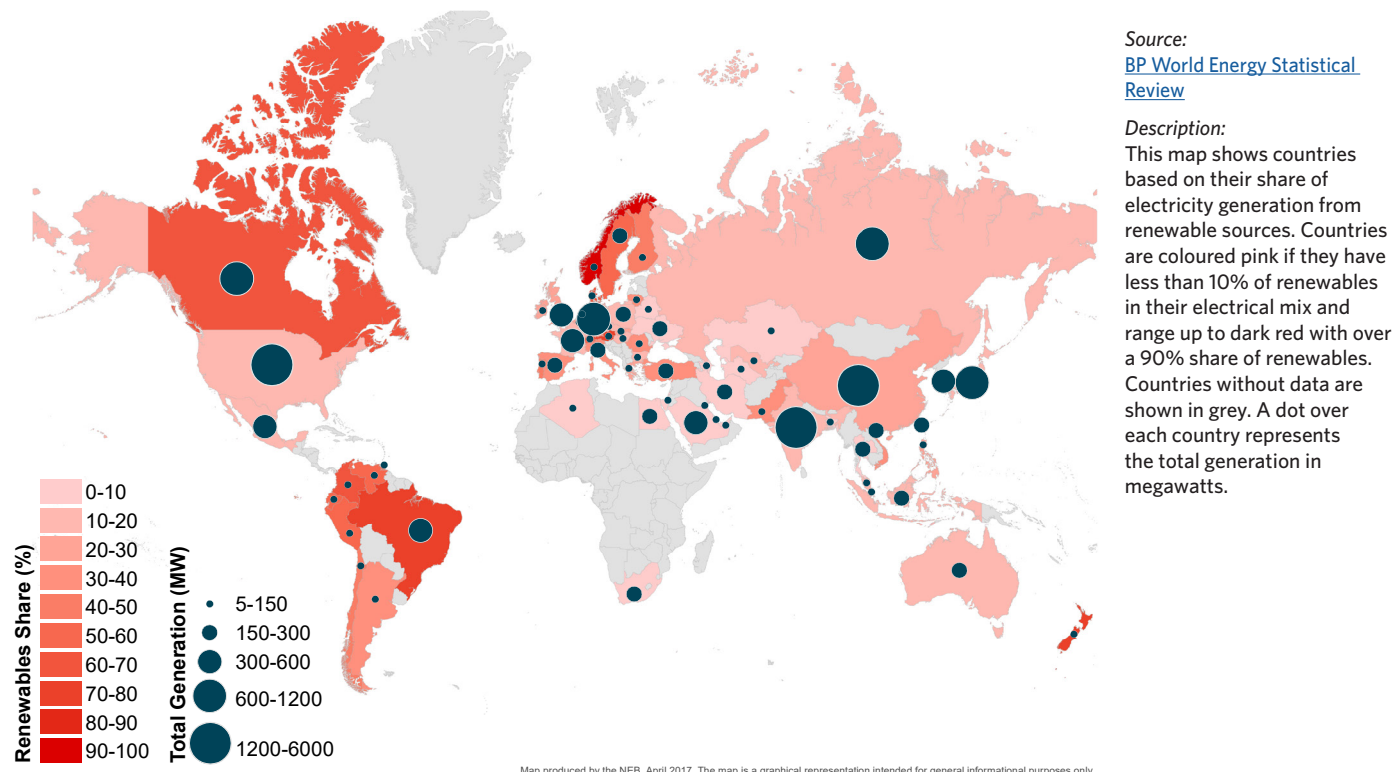 Source:
BP World Energy Statistical
Review
Description:
This map shows countries
based on their share of
electricity generation from
renewable sources. Countries
are coloured pink if they have
less than 10% of renewables
in their electrical mix and
range up to dark red with over
a 90% share of renewables.
Countries without data are
shown in grey. A dot over
each country represents
the total generation in
megawatts.
Renewables Share (%)
0-10
10-20
20-30
30-40
40-50
50-60
60-70
70-80
80-90
90-100
Total Generation (MW)
5-150
150-300
300-600
600-1200
1200-6000
Map produced by the NEB, April 2017. The map is a graphical representation intended for general informational purposes only.